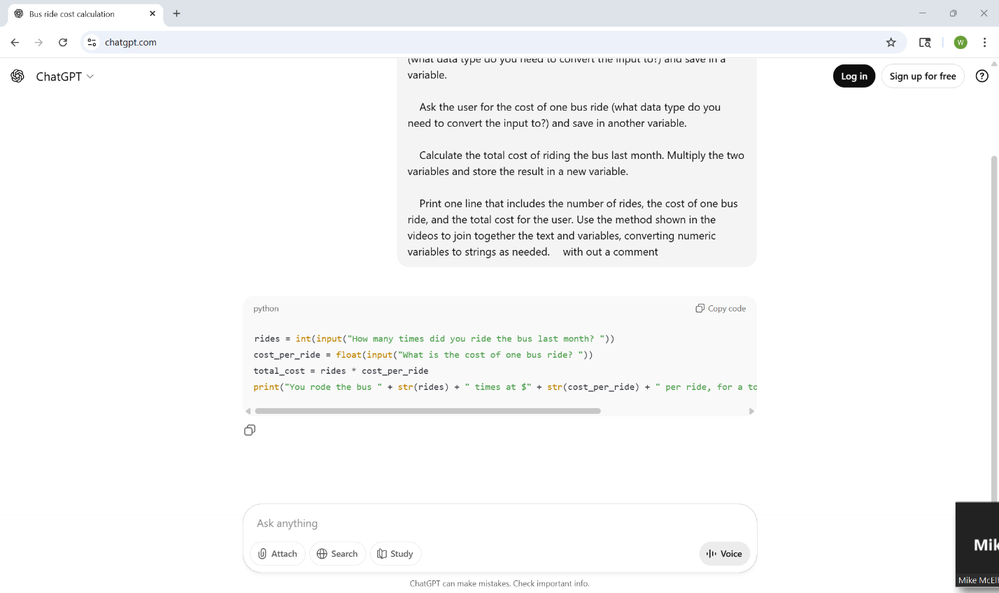 Bus ride cost calculation
chatgpt.com
W
ChatGPT
Log in
Sign up for free
(what data type do you need to convert the input to?) and save in a
variable.
Ask the user for the cost of one bus ride (what data type do you
need to convert the input to?) and save in another variable.
Calculate the total cost of riding the bus last month. Multiply the two
variables and store the result in a new variable.
Print one line that includes the number of rides, the cost of one bus
ride, and the total cost for the user. Use the method shown in the
videos to join together the text and variables, converting numeric
variables to strings as needed.    with out a comment
python
Copy code
rides = int(input("How many times did you ride the bus last month? "))
cost_per_ride = float(input("What is the cost of one bus ride? "))
total_cost = rides * cost_per_ride
print("You rode the bus " + str(rides) + " times at $" + str(cost_per_ride) + " per ride, for a to
Ask anything
Attach
Search
Study
Voice
ChatGPT can make mistakes. Check important info.
Mik
Mike McEl